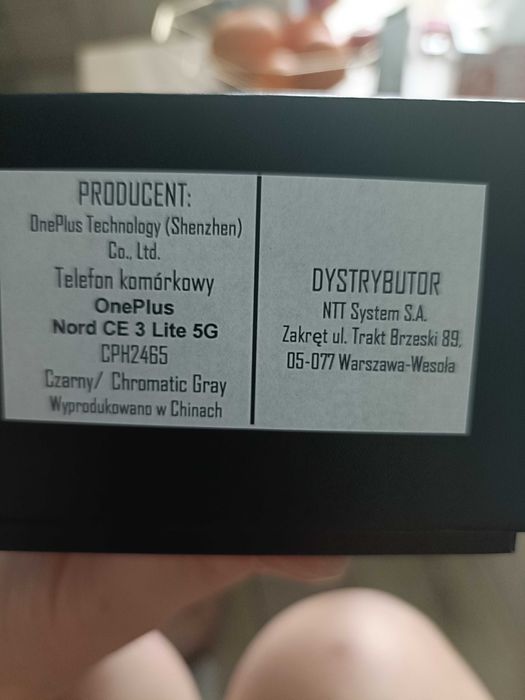 PRODUCENT:
OnePlus Technology (Shenzhen)
Co., Ltd.
Telefon komórkowy
OnePlus
Nord CE 3 Lite 5G
CPH2465
Czarny/ Chromatic Gray
Wyprodukowano w Chinach
DYSTRYBUTOR
NTT System S.A.
Zakręt ul. Trakt Brzeski 89,
05-077 Warszawa-Wesoła